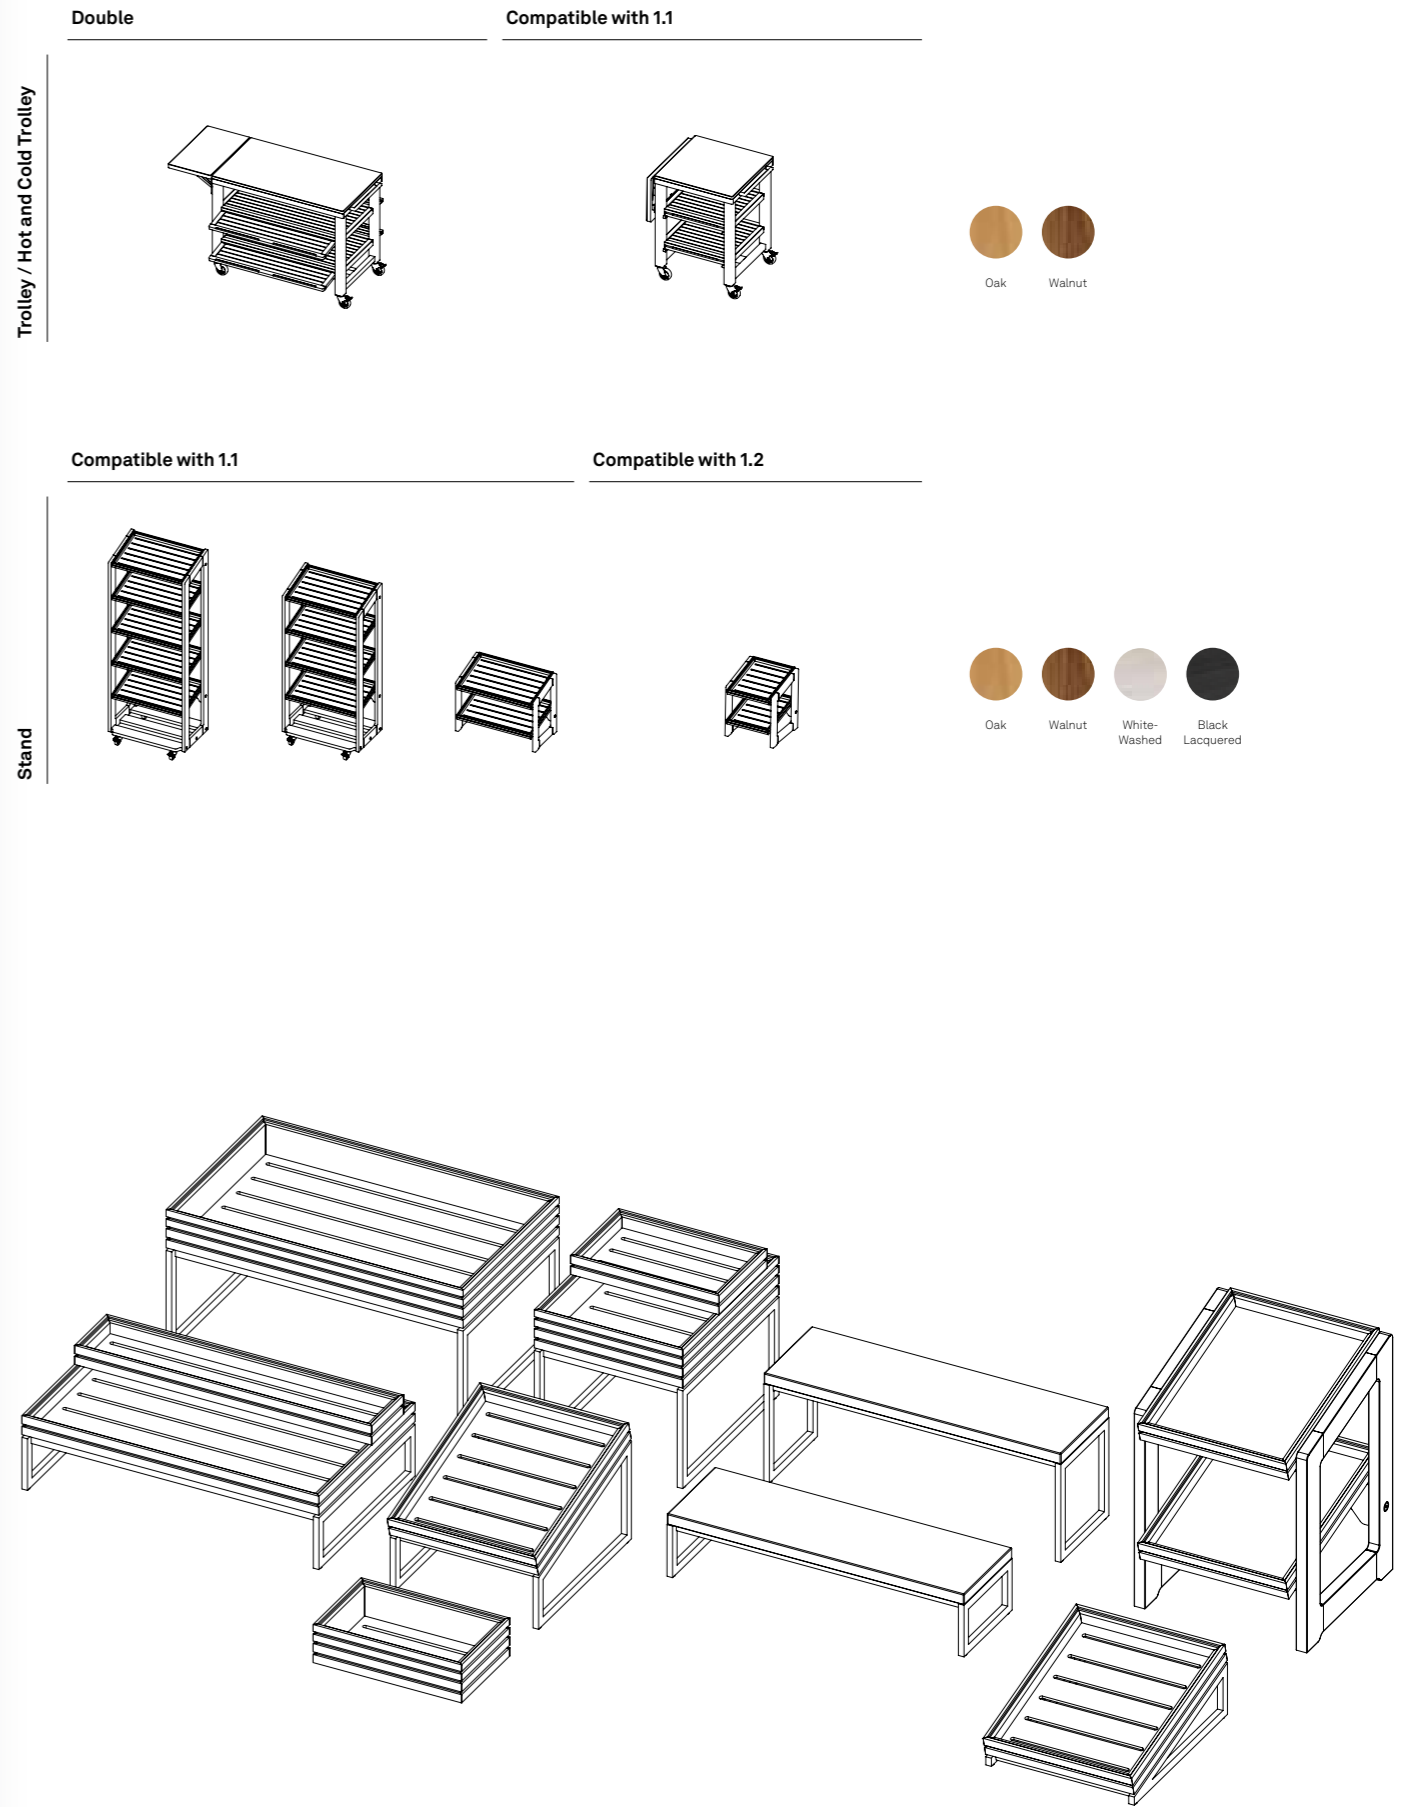 Double
Compatible with 1.1
Trolley / Hot and Cold Trolley
Oak
Walnut
Compatible with 1.1
Compatible with 1.2
Stand
Oak
Walnut
White-
Washed
Black
Lacquered